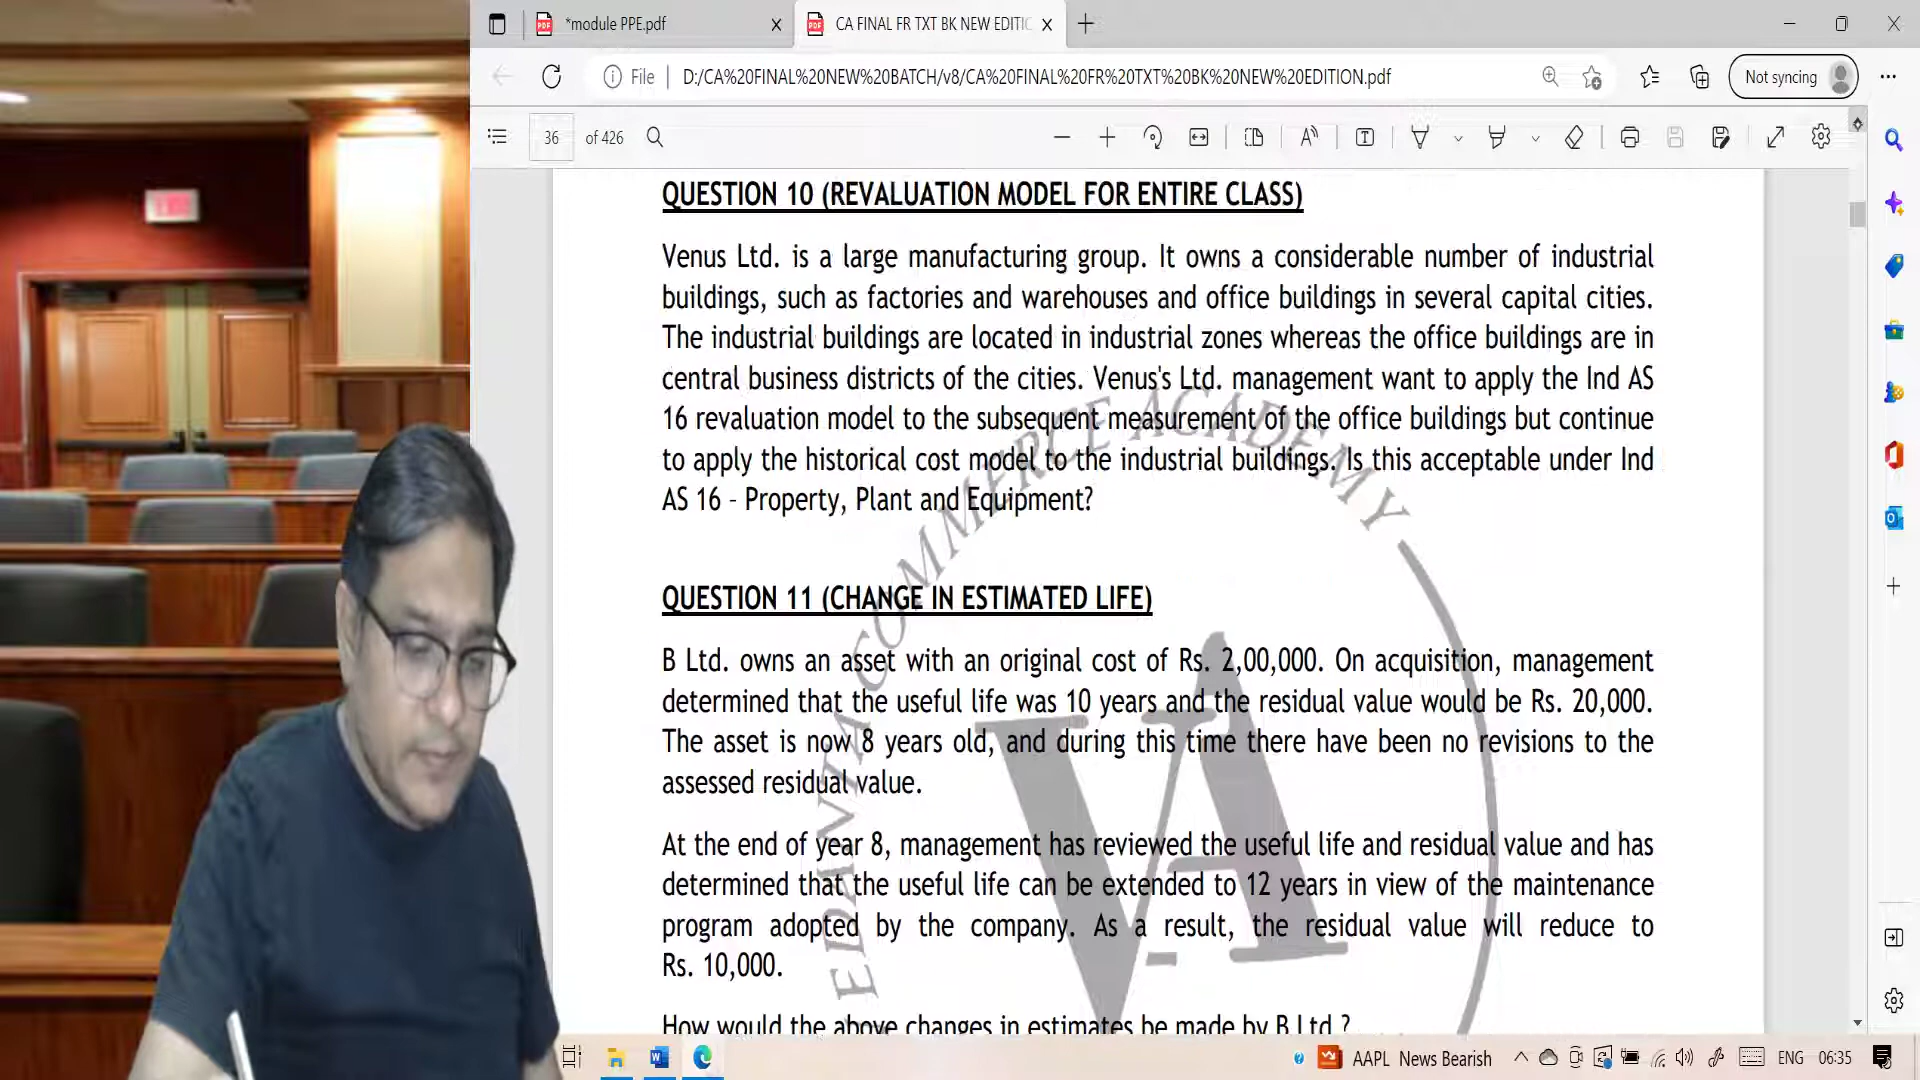 *module PPE.pdf
CA FINAL FR TXT BK NEW EDITIO
File
D:/CA%20FINAL%20NEW%20BATCH/v8/CA%20FINAL%20FR%20TXT%20BK%20NEW%20EDITION.pdf
Not syncing
36 of 426
QUESTION 10 (REVALUATION MODEL FOR ENTIRE CLASS)
Venus Ltd. is a large manufacturing group. It owns a considerable number of industrial
buildings, such as factories and warehouses and office buildings in several capital cities.
The industrial buildings are located in industrial zones whereas the office buildings are in
central business districts of the cities. Venus's Ltd. management want to apply the Ind AS
16 revaluation model to the subsequent measurement of the office buildings but continue
to apply the historical cost model to the industrial buildings. Is this acceptable under Ind
AS 16 - Property, Plant and Equipment?
QUESTION 11 (CHANGE IN ESTIMATED LIFE)
B Ltd. owns an asset with an original cost of Rs. 2,00,000. On acquisition, management
determined that the useful life was 10 years and the residual value would be Rs. 20,000.
The asset is now 8 years old, and during this time there have been no revisions to the
assessed residual value.
At the end of year 8, management has reviewed the useful life and residual value and has
determined that the useful life can be extended to 12 years in view of the maintenance
program adopted by the company. As a result, the residual value will reduce to
Rs. 10,000.
How would the above changes in estimates be made by B Ltd.?
EDANVIA COMMERCE ACADEMY
VA
AAPL News Bearish
ENG
06:35